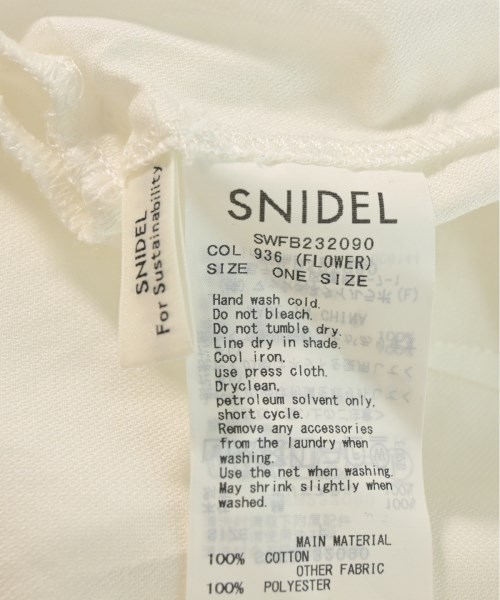 SNIDEL
For Sustainability
SNIDEL
SWFB232090
COL 936 (FLOWER)
SIZE ONE SIZE
Hand wash cold.
Do not bleach.
Do not tumble dry.
Line dry in shade.
Cool iron,
use press cloth.
Dryclean,
petroleum solvent only,
short cycle.
Remove any accessories
from the laundry when
washing.
Use the net when washing.
May shrink slightly when
washed.
MAIN MATERIAL
100% COTTON
OTHER FABRIC
100% POLYESTER